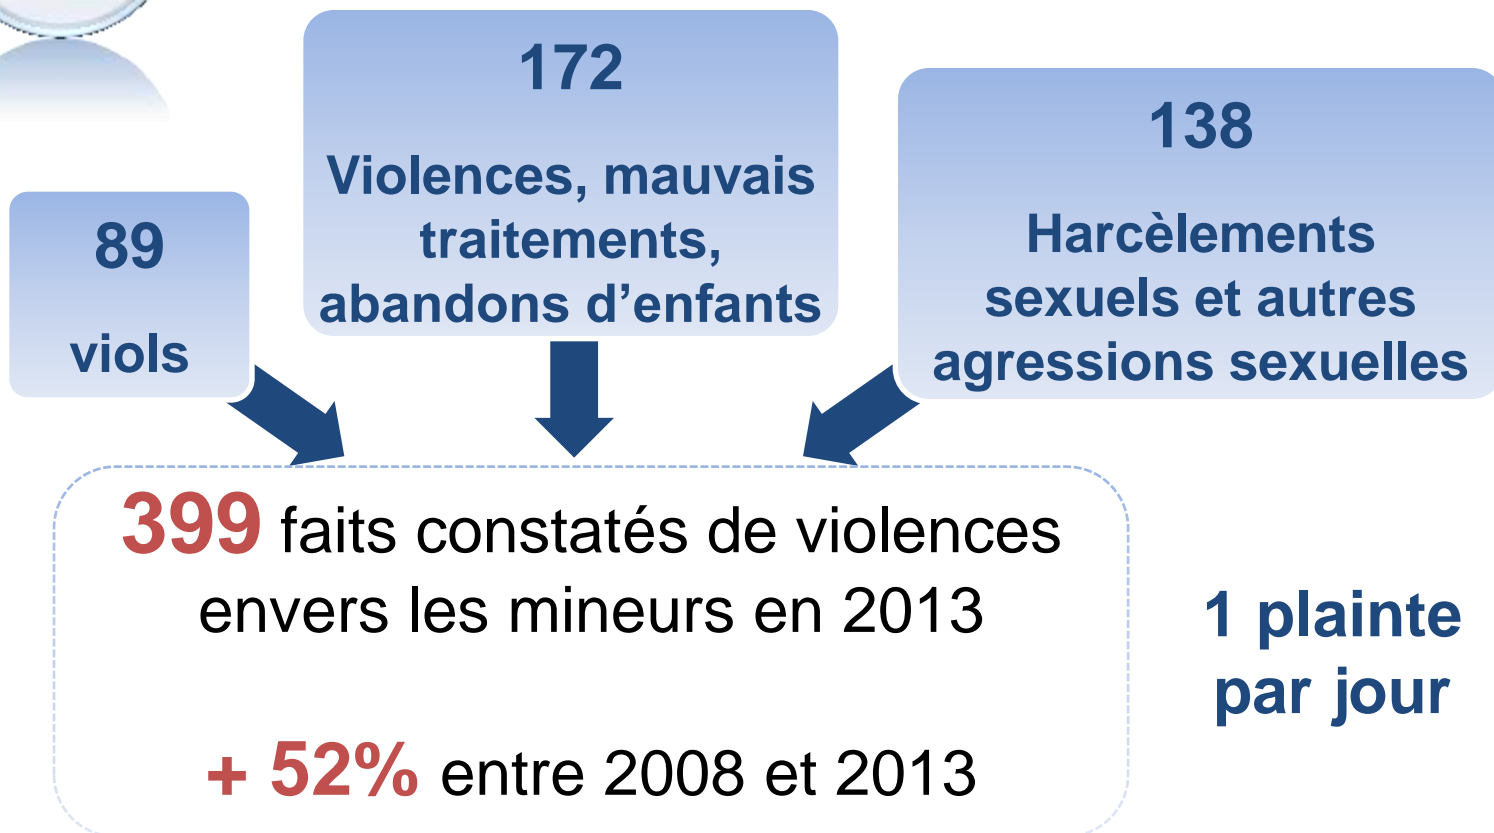 89
viols
172
Violences, mauvais
traitements,
abandons d’enfants
138
Harcèlements
sexuels et autres
agressions sexuelles
399 faits constatés de violences
envers les mineurs en 2013
+ 52% entre 2008 et 2013
1 plainte
par jour